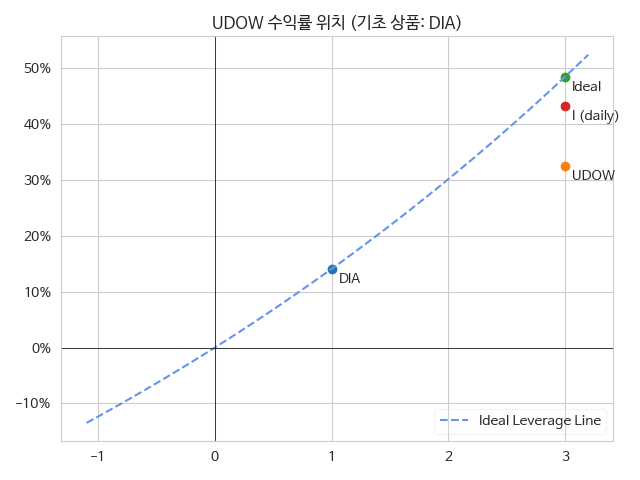 UDOW 수익률 위치 (기초 상품: DIA)
50%
40%
30%
20%
10%
0%
−10%
Ideal
I (daily)
UDOW
DIA
Ideal Leverage Line
−1
0
1
2
3